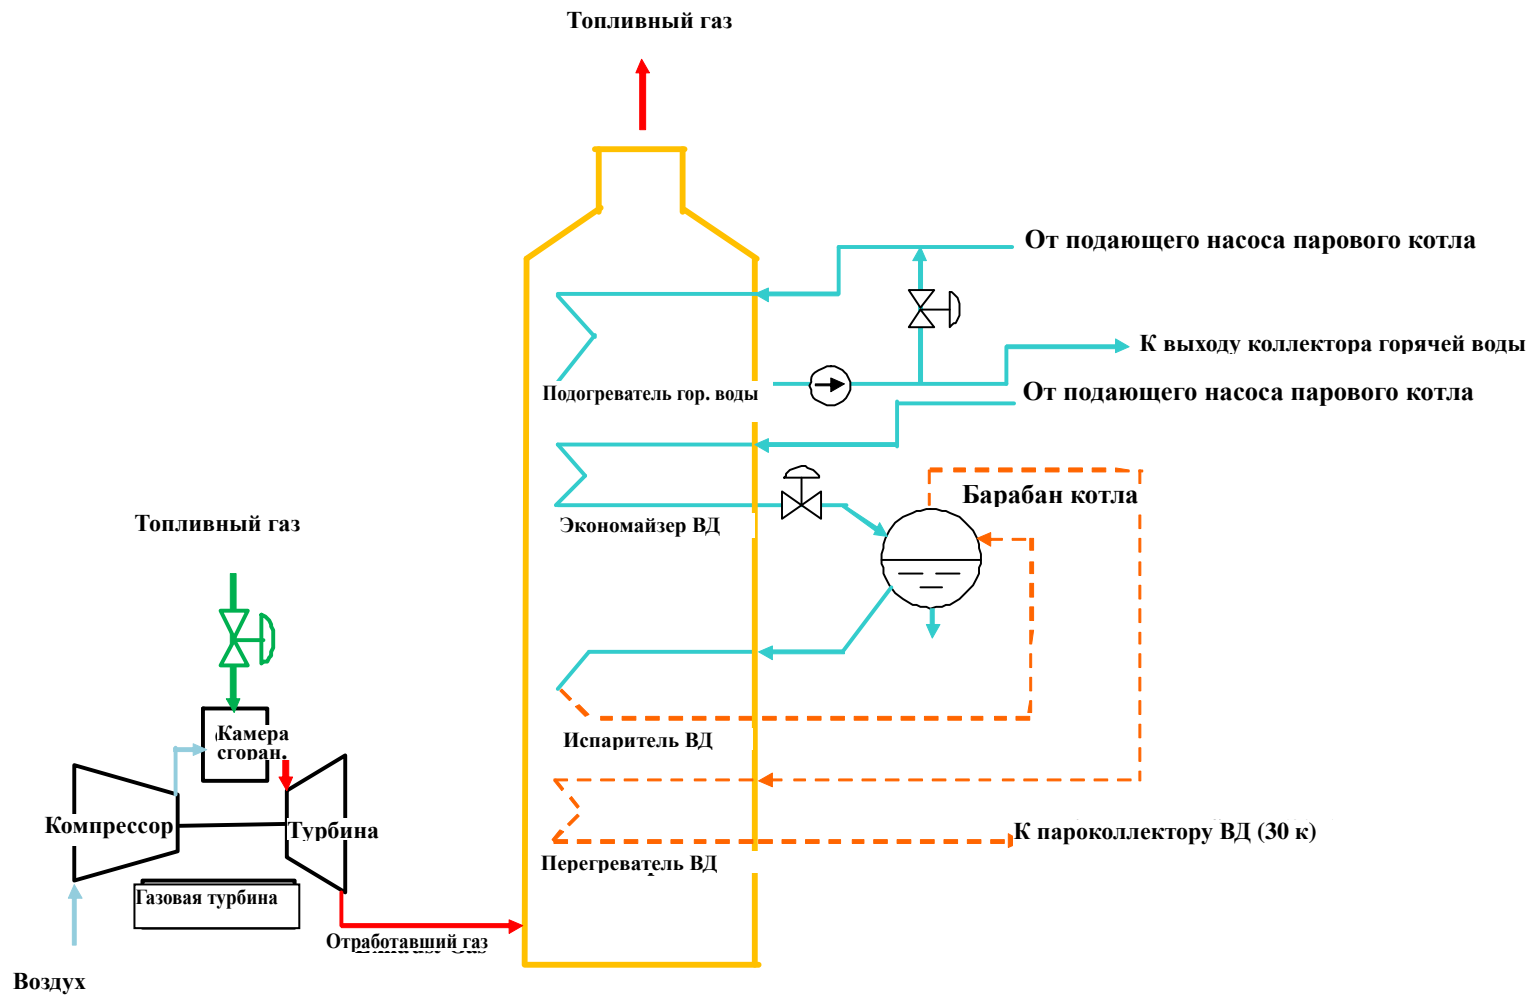 Топливный газ
От подающего насоса парового котла
К выходу коллектора горячей воды
Подогреватель гор. воды
От подающего насоса парового котла
Барабан котла
Экономайзер ВД
Топливный газ
Испаритель ВД
Камера
сгоран.
Компрессор
Турбина
К пароколлектору ВД (30 к)
Перегреватель ВД
Газовая турбина
Отработавший газ
Воздух